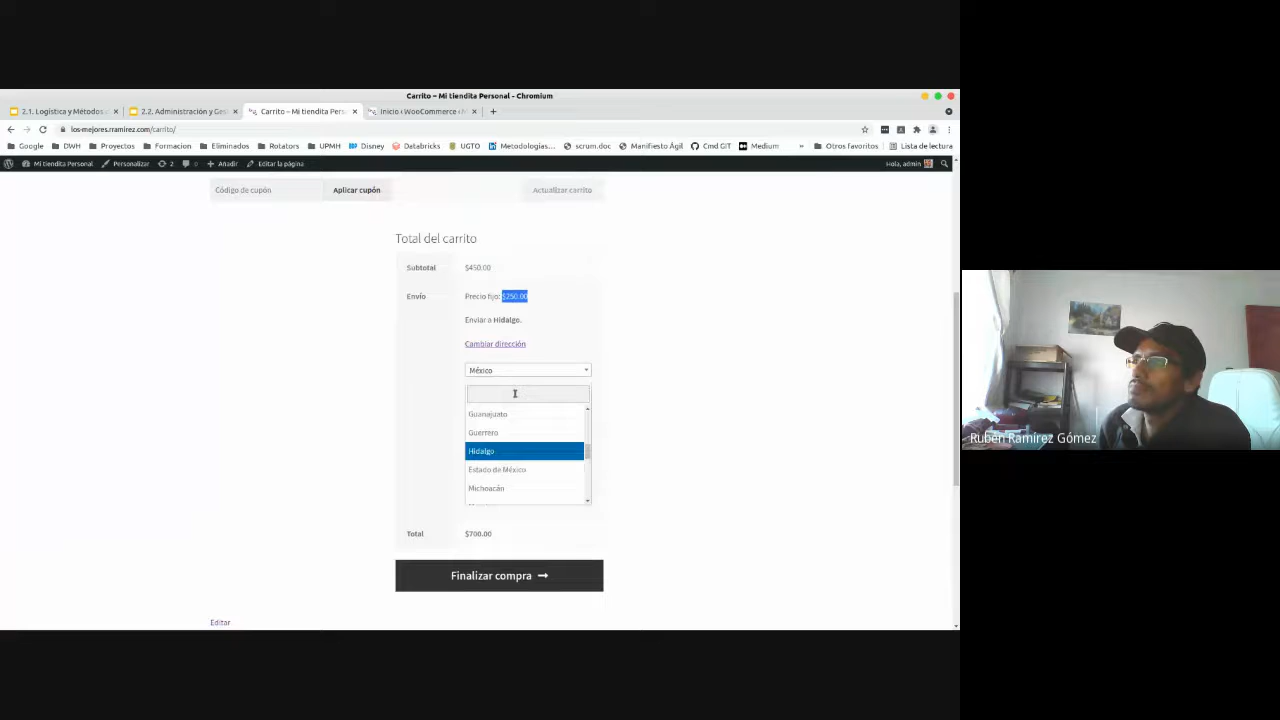 Carrito – Mi tiendita Personal - Chromium
2.1. Logística y Métodos
2.2. Administración y Ges
Carrito – Mi tiendita Perso
Inicio ‹ WooCommerce ‹
los-mejores.rramirez.com/carrito/
Google DWH Proyectos Formacion Eliminados Rotators UPMH Disney Databricks UGTO Metodologías... scrum.doc Manifiesto Ágil Cmd GIT Medium » Otros favoritos Lista de lectura
Mi tiendita Personal Personalizar 2 0 Añadir Editar la página Hola, admin
Código de cupón Aplicar cupón Actualizar carrito
Total del carrito
Subtotal $450.00
Envío Precio fijo: $250.00
Enviar a Hidalgo.
Cambiar dirección
México
Guanajuato
Guerrero
Hidalgo
Estado de México
Michoacán
Total $700.00
Finalizar compra →
Editar
Rubén Ramírez Gómez